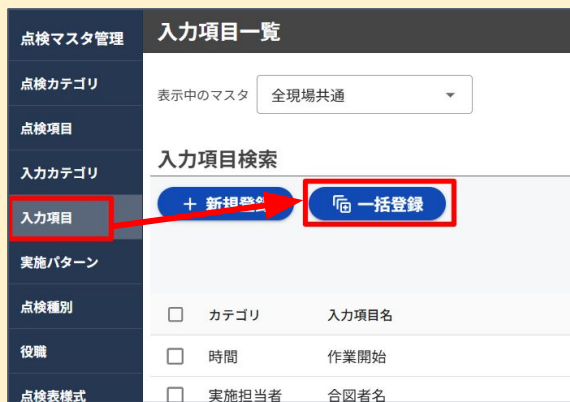 点検マスタ管理
点検カテゴリ
点検項目
入力カテゴリ
入力項目
実施パターン
点検種別
役職
点検表様式
入力項目一覧
表示中のマスタ 全現場共通
入力項目検索
+ 新規登録 一括登録
カテゴリ 入力項目名
時間 作業開始
実施担当者 合図者名